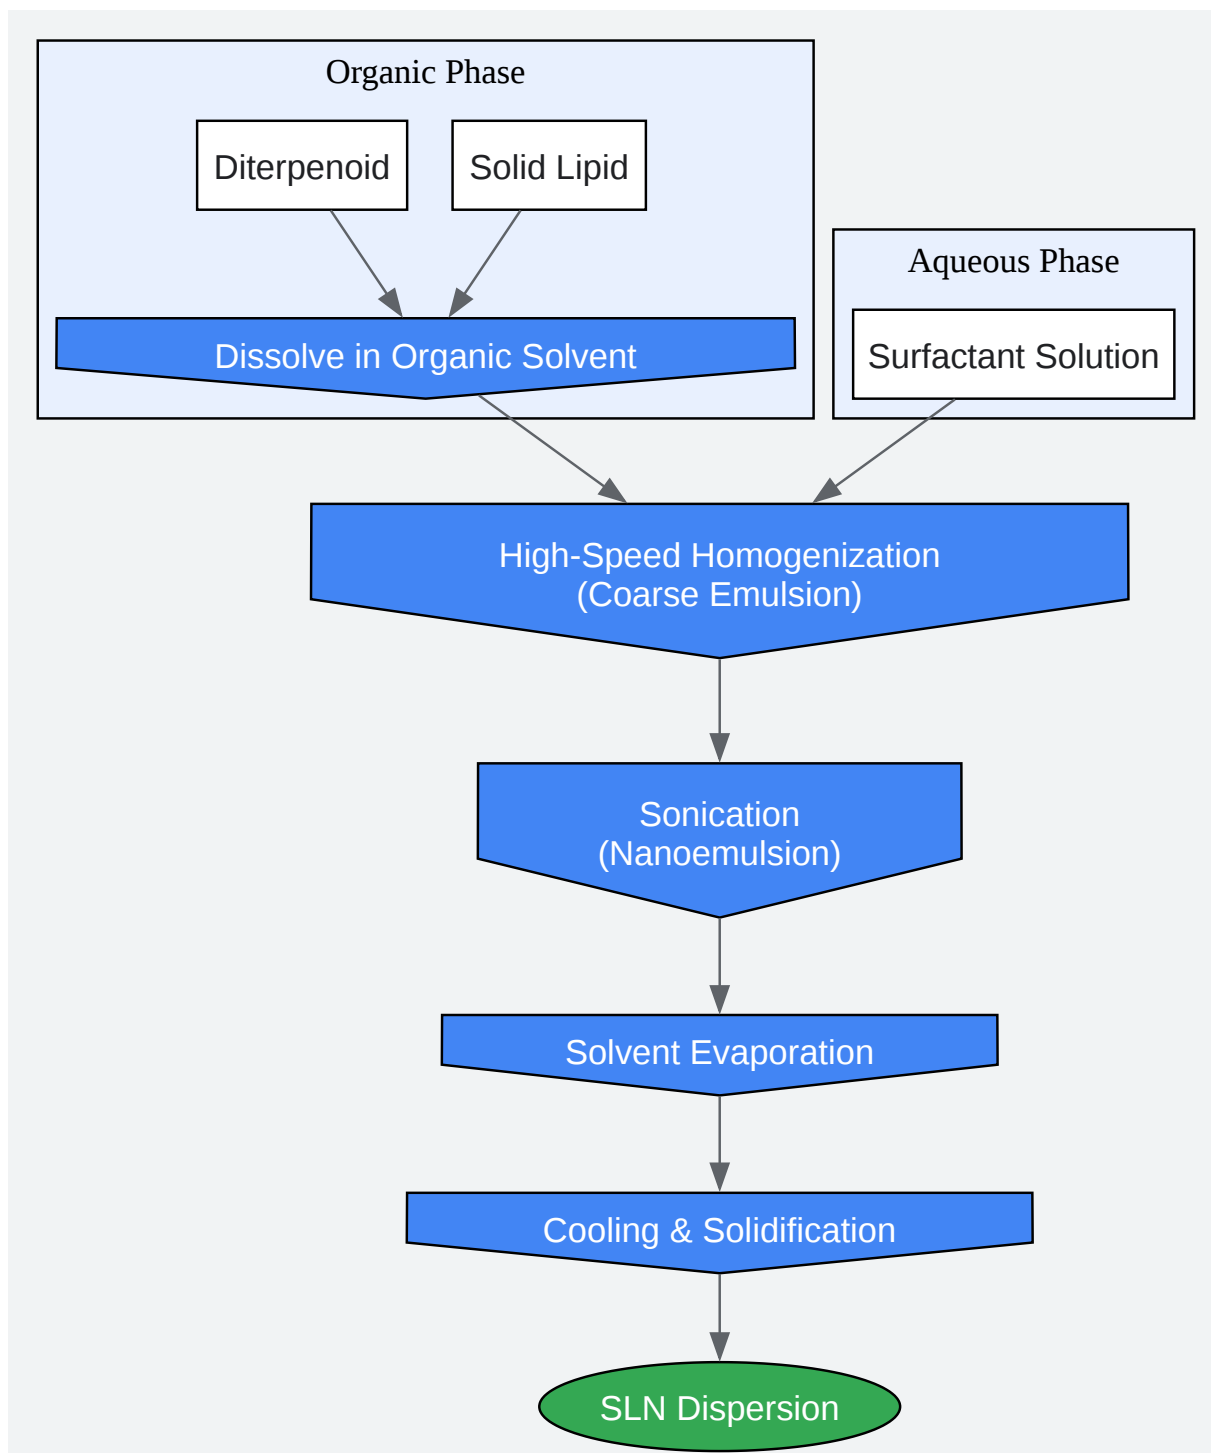 Organic Phase
Diterpenoid
Solid Lipid
Dissolve in Organic Solvent
Aqueous Phase
Surfactant Solution
High-Speed Homogenization
(Coarse Emulsion)
Sonication
(Nanoemulsion)
Solvent Evaporation
Cooling & Solidification
SLN Dispersion